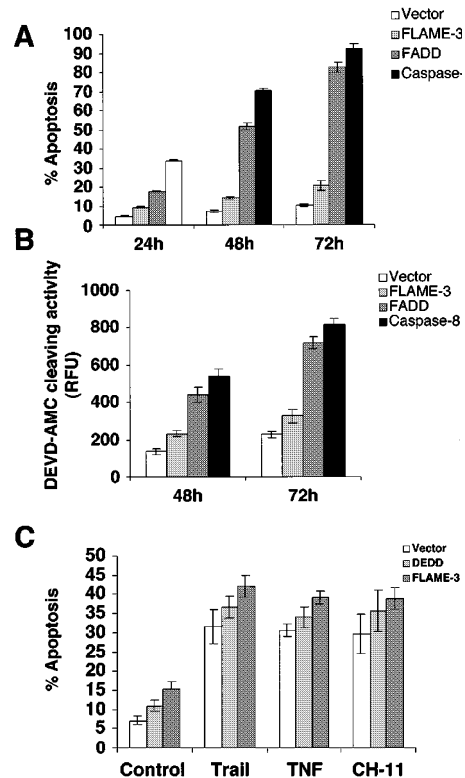 A
Vector
FLAME-3
FADD
Caspase-
% Apoptosis
100
90
80
70
60
50
40
30
20
10
0
24h 48h 72h
B
Vector
FLAME-3
FADD
Caspase-8
DEVD-AMC cleaving activity
(RFU)
1000
800
600
400
200
0
48h 72h
C
Vector
DEDD
FLAME-3
% Apoptosis
50
45
40
35
30
25
20
15
10
5
0
Control Trail TNF CH-11